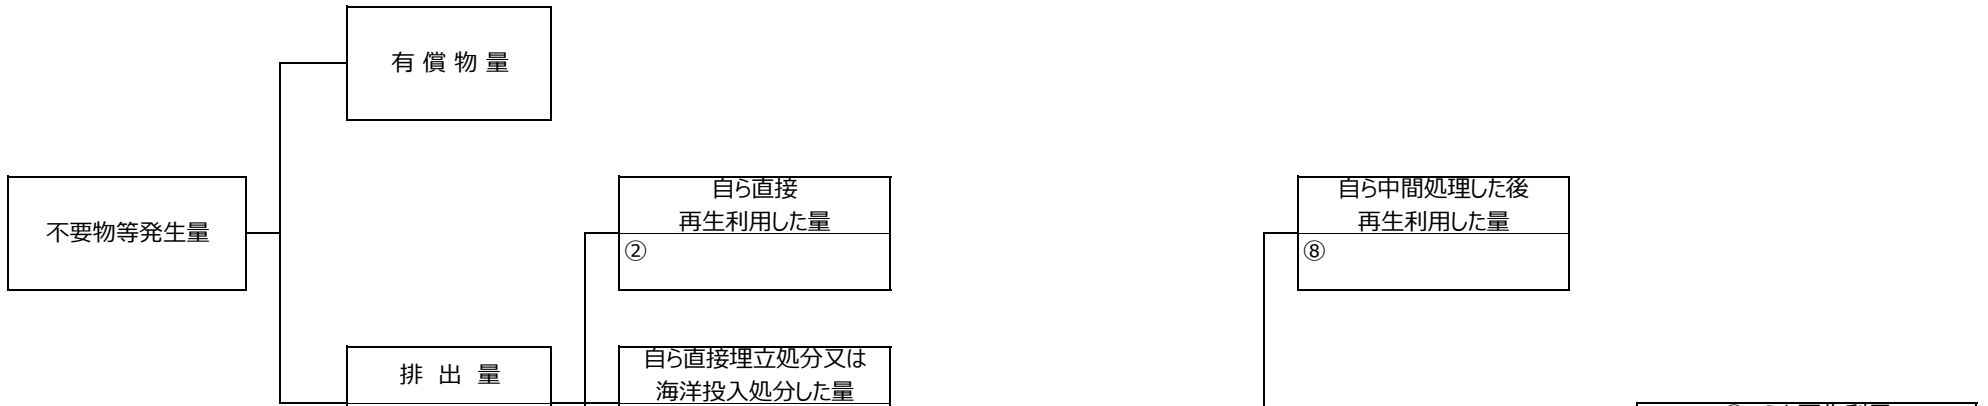 有 償 物 量
不要物等発生量
自ら直接
再生利用した量
②
自ら中間処理した後
再生利用した量
⑧
排 出 量
自ら直接埋立処分又は
海洋投入処分した量